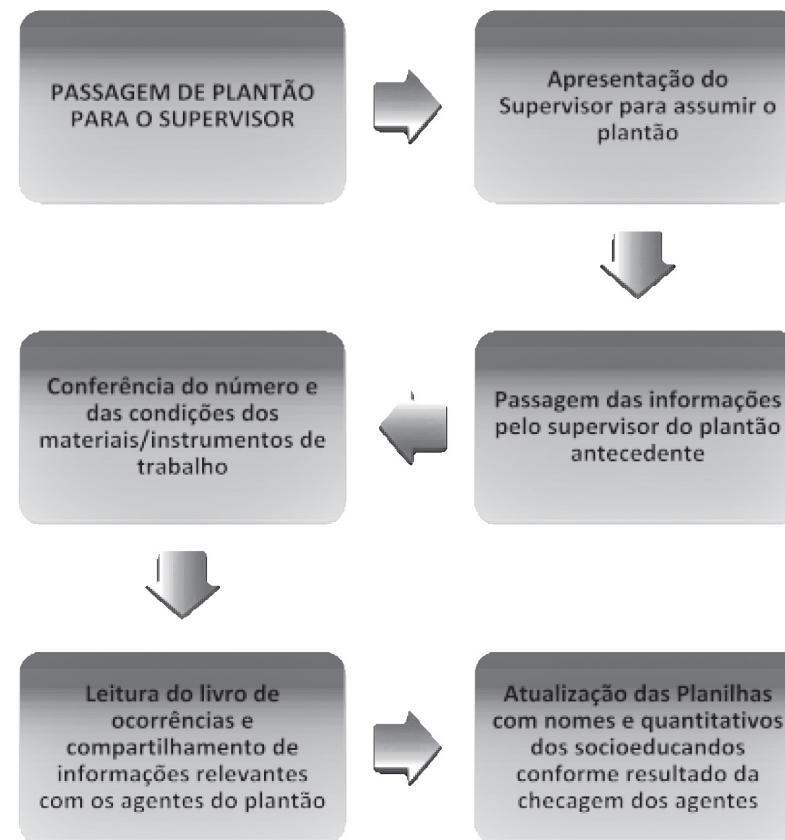 PASSAGEM DE PLANTÃO
PARA O SUPERVISOR
Apresentação do
Supervisor para assumir o
plantão
Passagem das informações
pelo supervisor do plantão
antecedente
Conferência do número e
das condições dos
materiais/instrumentos de
trabalho
Leitura do livro de
ocorrências e
compartilhamento de
informações relevantes
com os agentes do plantão
Atualização das Planilhas
com nomes e quantitativos
dos socioeducandos
conforme resultado da
checagem dos agentes